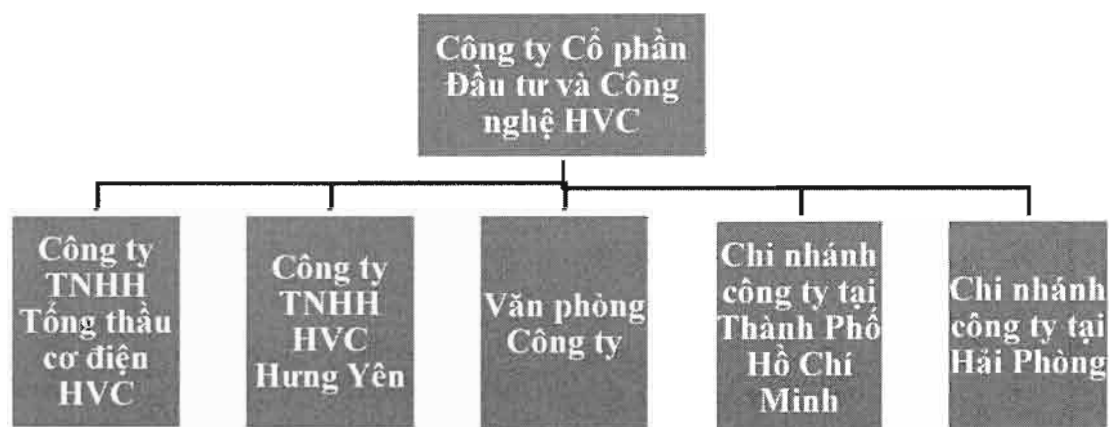 Công ty Cổ phần
Đầu tư và Công
nghệ HVC
Công ty
TNHH
Tổng thầu
cơ điện
HVC
Công ty
TNHH
HVC
Hưng Yên
Văn phòng
Công ty
Chi nhánh
công ty tại
Thành Phố
Hồ Chí
Minh
Chi nhánh
công ty tại
Hải Phòng